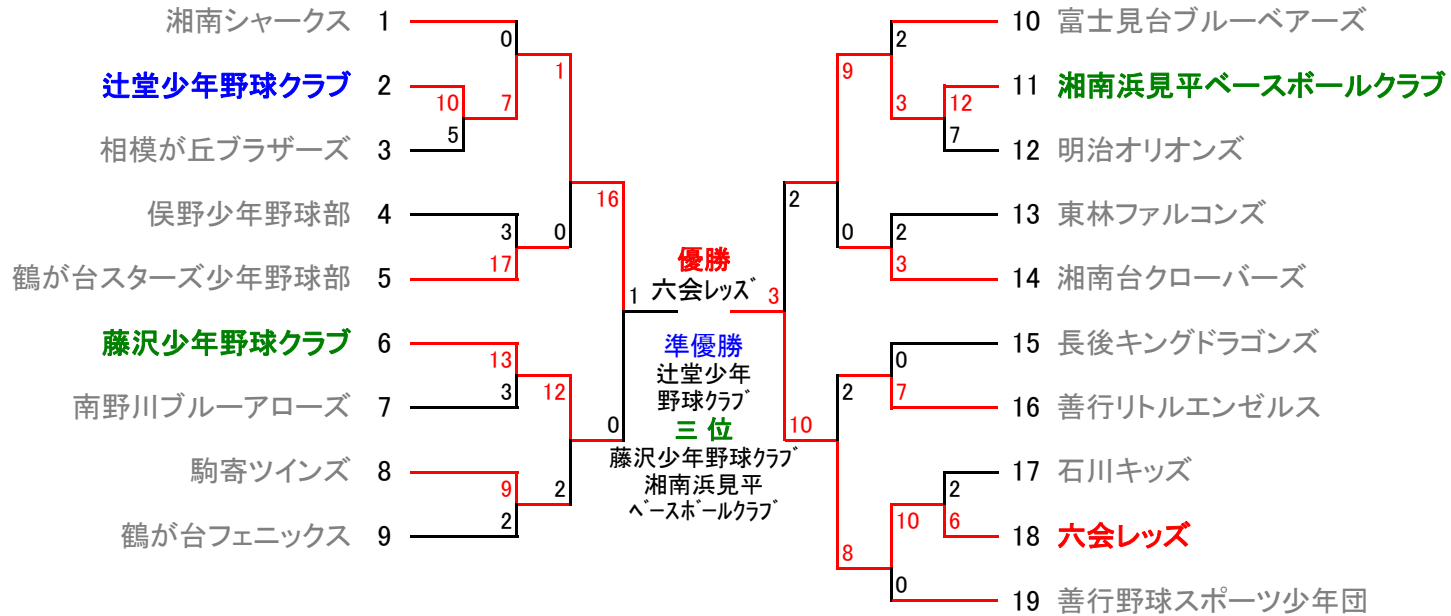 湘南シャークス 1
0
辻堂少年野球クラブ 2
10
7
1
相模が丘ブラザーズ 3
5
俣野少年野球部 4
3
0
16
鶴が台スターズ少年野球部 5
17
藤沢少年野球クラブ 6
13
12
南野川ブルーアローズ 7
3
0
駒寄ツインズ 8
9
2
鶴が台フェニックス 9
2
優勝
1 六会レッズ 3
準優勝
辻堂少年
野球クラブ
三位
藤沢少年野球クラブ
湘南浜見平
ベースボールクラブ
10 富士見台ブルーベアーズ
2
9
11 湘南浜見平ベースボールクラブ
3
12
7
12 明治オリオンズ
2
13 東林ファルコンズ
0
2
14 湘南台クローバーズ
3
15 長後キングドラゴンズ
0
2
16 善行リトルエンゼルス
7
10
17 石川キッズ
2
10
6
18 六会レッズ
8
0
19 善行野球スポーツ少年団